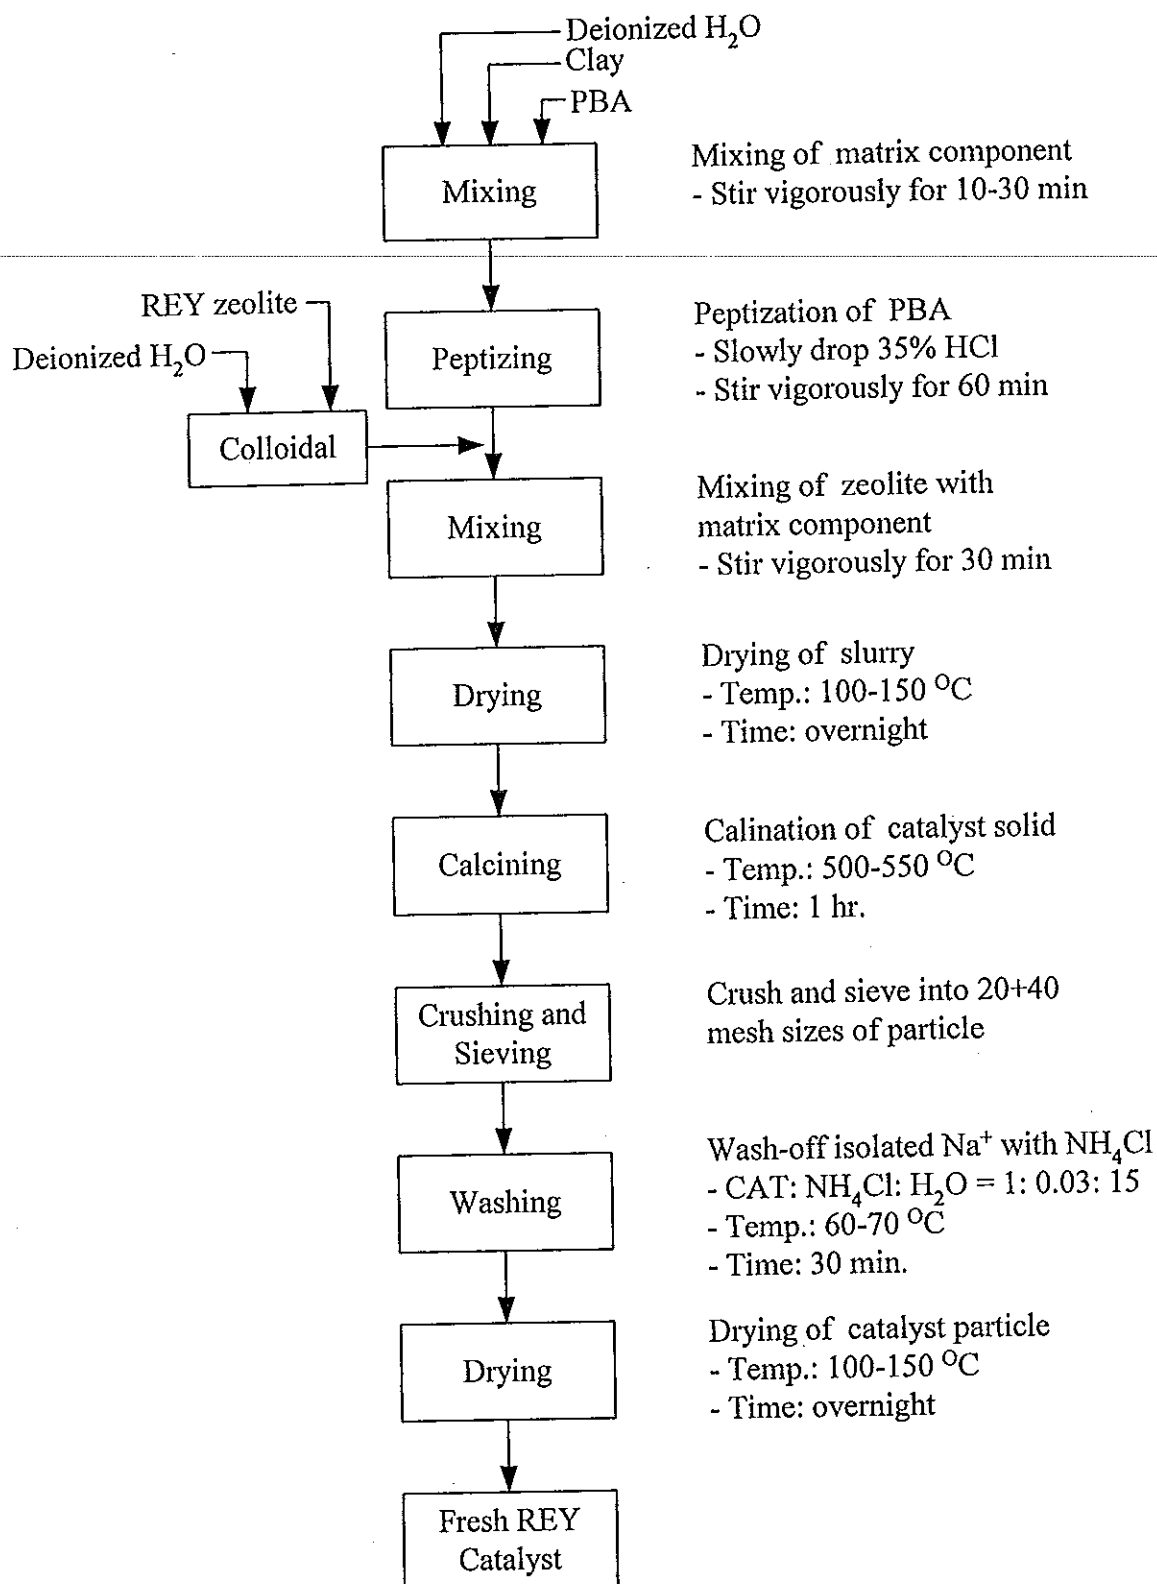 Deionized H₂O
Clay
PBA
Mixing
Mixing of matrix component
- Stir vigorously for 10-30 min
REY zeolite
Deionized H₂O
Colloidal
Peptizing
Peptization of PBA
- Slowly drop 35% HCl
- Stir vigorously for 60 min
Mixing
Mixing of zeolite with
matrix component
- Stir vigorously for 30 min
Drying
Drying of slurry
- Temp.: 100-150 ᴼC
- Time: overnight
Calcining
Calination of catalyst solid
- Temp.: 500-550 ᴼC
- Time: 1 hr.
Crushing and
Sieving
Crush and sieve into 20+40
mesh sizes of particle
Washing
Wash-off isolated Na⁺ with NH₄Cl
- CAT: NH₄Cl: H₂O = 1: 0.03: 15
- Temp.: 60-70 ᴼC
- Time: 30 min.
Drying
Drying of catalyst particle
- Temp.: 100-150 ᴼC
- Time: overnight
Fresh REY
Catalyst